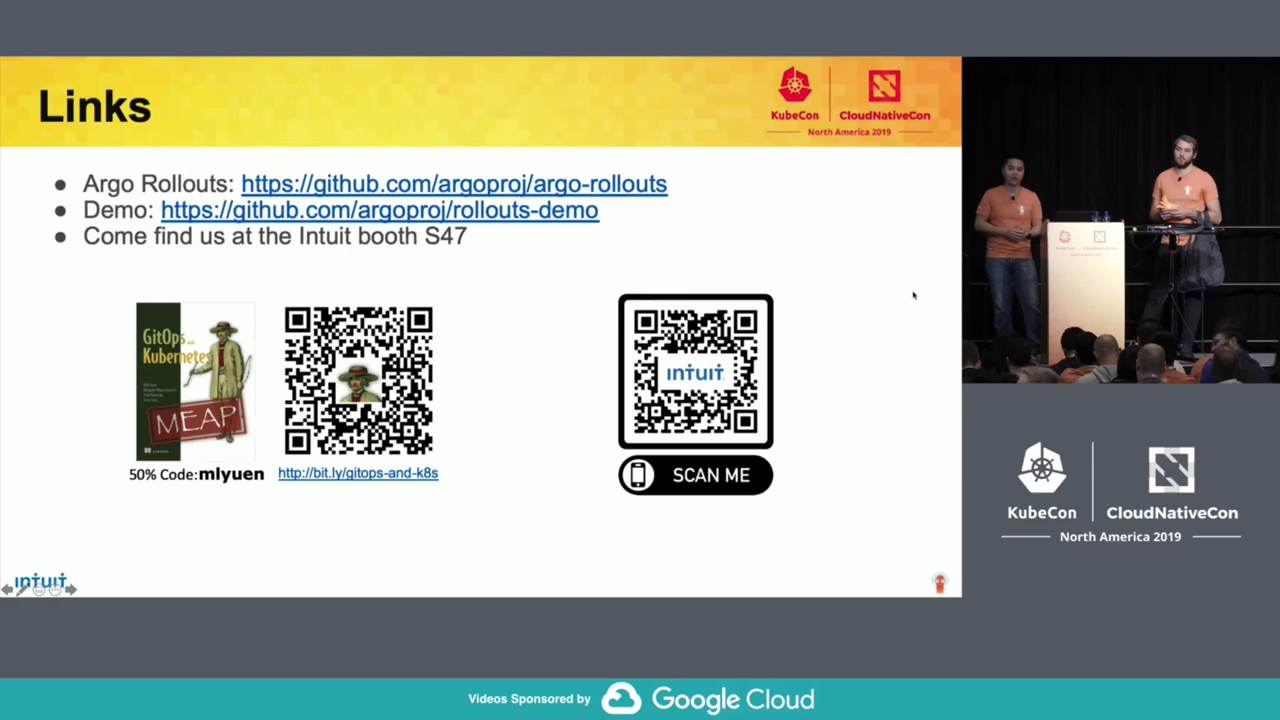 Links
KubeCon
CloudNativeCon
North America 2019
● Argo Rollouts: https://github.com/argoproj/argo-rollouts
● Demo: https://github.com/argoproj/rollouts-demo
● Come find us at the Intuit booth S47
GitOps and
Kubernetes
MEAP
50% Code:mlyuen
http://bit.ly/gitops-and-k8s
intuit
SCAN ME
intuit
KubeCon
CloudNativeCon
North America 2019
Videos Sponsored by
Google Cloud